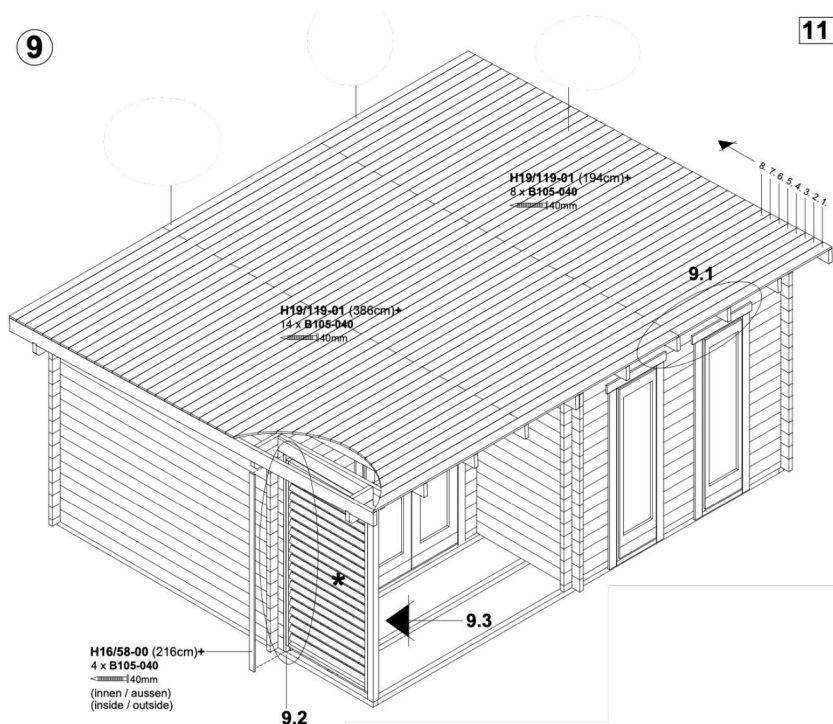 9
11
H19/119-01 (194cm)+
8 x B105-040
40mm
8. 7. 6. 5. 4. 3. 2. 1.
9.1
H19/119-01 (386cm)+
14 x B105-040
40mm
*
9.3
H16/58-00 (216cm)+
4 x B105-040
40mm
(innen / aussen)
(inside / outside)
9.2